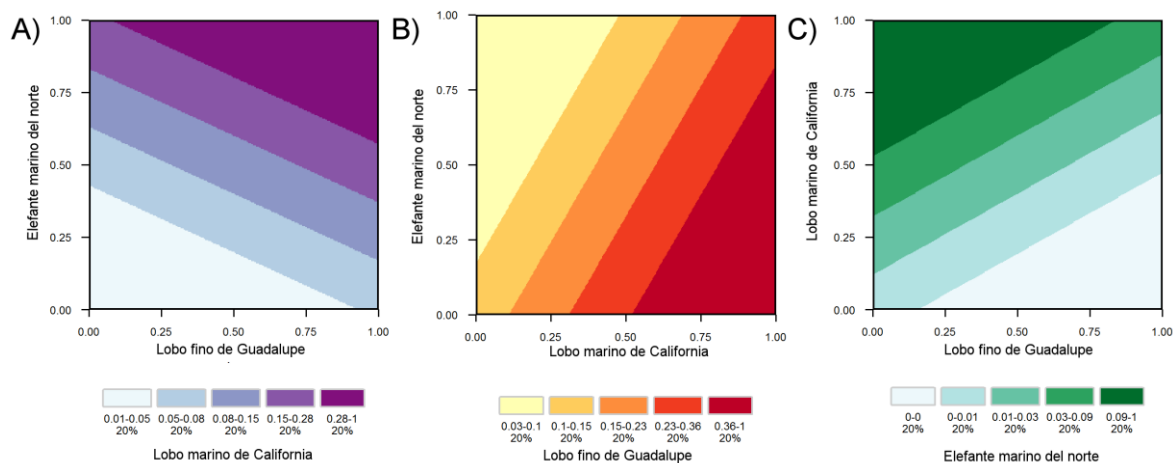 A)
1.00
0.75
0.50
0.25
0.00
Elefante marino del norte
0.00 0.25 0.50 0.75 1.00
Lobo fino de Guadalupe
0.01-0.05 0.05-0.08 0.08-0.15 0.15-0.28 0.28-1
20% 20% 20% 20% 20%
Lobo marino de California
B)
1.00
0.75
0.50
0.25
0.00
Elefante marino del norte
0.00 0.25 0.50 0.75 1.00
Lobo marino de California
0.03-0.1 0.1-0.15 0.15-0.23 0.23-0.36 0.36-1
20% 20% 20% 20% 20%
Lobo fino de Guadalupe
C)
1.00
0.75
0.50
0.25
0.00
Lobo marino de California
0.00 0.25 0.50 0.75 1.00
Lobo fino de Guadalupe
0-0 0-0.01 0.01-0.03 0.03-0.09 0.09-1
20% 20% 20% 20% 20%
Elefante marino del norte